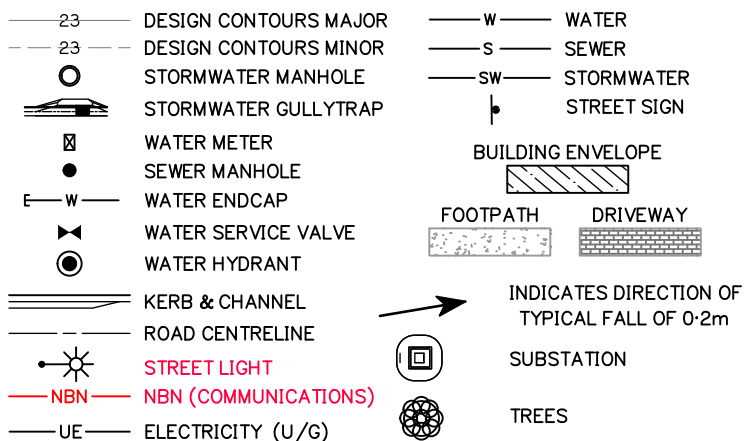 23 DESIGN CONTOURS MAJOR
23 DESIGN CONTOURS MINOR
STORMWATER MANHOLE
STORMWATER GULLYTRAP
WATER METER
SEWER MANHOLE
E W WATER ENDCAP
WATER SERVICE VALVE
WATER HYDRANT
KERB & CHANNEL
ROAD CENTRELINE
STREET LIGHT
NBN NBN (COMMUNICATIONS)
UE ELECTRICITY (U/G)
W WATER
S SEWER
SW STORMWATER
STREET SIGN
BUILDING ENVELOPE
FOOTPATH DRIVEWAY
INDICATES DIRECTION OF
TYPICAL FALL OF 0·2m
SUBSTATION
TREES